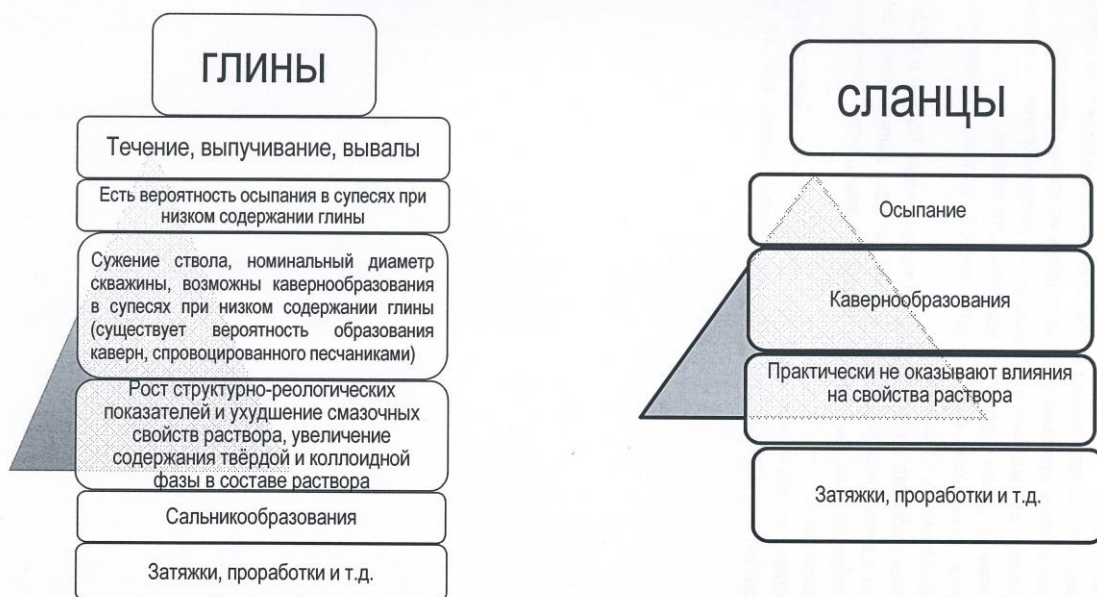 ГЛИНЫ
Течение, выпучивание, вывалы
Есть вероятность осыпания в супесях при
низком содержании глины
Сужение ствола, номинальный диаметр
скважины, возможны кавернообразования
в супесях при низком содержании глины
(существует вероятность образования
каверн, спровоцированного песчаниками)
Рост структурно-реологических
показателей и ухудшение смазочных
свойств раствора, увеличение
содержания твёрдой и коллоидной
фазы в составе раствора
Сальникообразования
Затяжки, проработки и т.д.
сланцы
Осыпание
Кавернообразования
Практически не оказывают влияния
на свойства раствора
Затяжки, проработки и т.д.